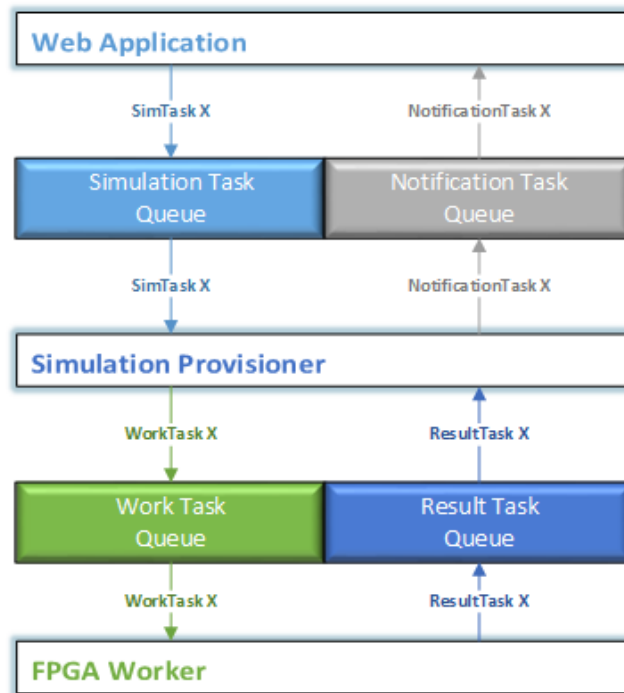 Web Application
SimTask X
NotificationTask X
Simulation Task
Queue
Notification Task
Queue
SimTask X
NotificationTask X
Simulation Provisioner
WorkTask X
ResultTask X
Work Task
Queue
Result Task
Queue
WorkTask X
ResultTask X
FPGA Worker